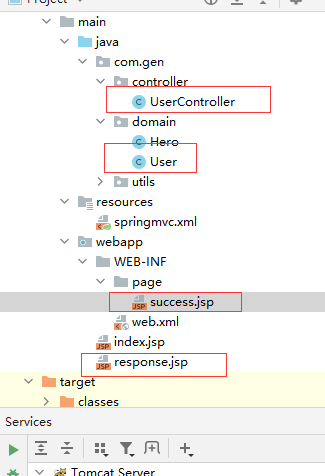 Project
main
java
com.gen
controller
UserController
domain
Hero
User
utils
resources
springmvc.xml
webapp
WEB-INF
page
success.jsp
web.xml
index.jsp
response.jsp
target
classes
Services
Tomcat Server